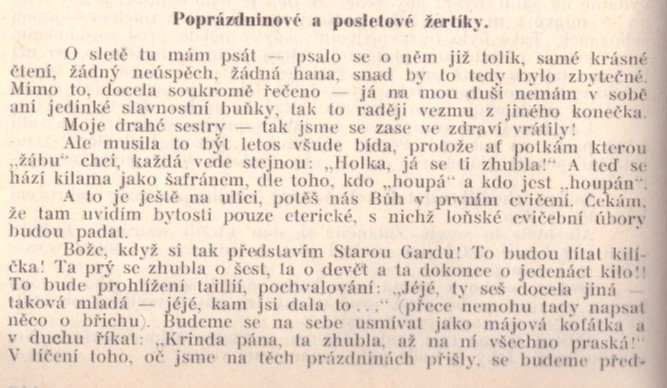 Poprázdninové a posletové žertíky.
O sletě tu mám psát — psalo se o něm již tolik, samé krásné
čtení, žádný neúspěch, žádná hana, snad by to tedy bylo zbytečné.
Mimo to, docela soukromě řečeno — já na mou duši nemám v sobě
ani jedinké slavnostní buňky, tak to raději vezmu z jiného konečka.
Moje drahé sestry — tak jsme se zase ve zdraví vrátily!
Ale musila to být letos všude bída, protože ať potkám kterou
„žábu“ chci, každá vede stejnou: „Holka, já se ti zhubla!“ A teď se
hází kilama jako šafránem, dle toho, kdo „houpá“ a kdo jest „houpán“.
A to je ještě na ulici, potěš nás Bůh v prvním cvičení. Čekám,
že tam uvidím bytosti pouze éterické, s nichž loňské cvičební úbory
budou padat.
Bože, když si tak představím Starou Gardu! To budou lítat kilí-
čka! Ta prý se zhubla o šest, ta o devět a ta dokonce o jedenáct kilo!!
To bude prohlížení taillií, pochvalování: „Jéjé, ty seš docela jiná —
taková mladá — jéjé, kam jsi dala to . . .“ (přece nemohu tady napsat
něco o břichu). Budeme se na sebe usmívat jako májová koťátka a
v duchu říkat: „Krinda pána, ta zhubla, až na ní všechno praská!“
V líčení toho, oč jsme na těch prázdninách přišly, se budeme před-